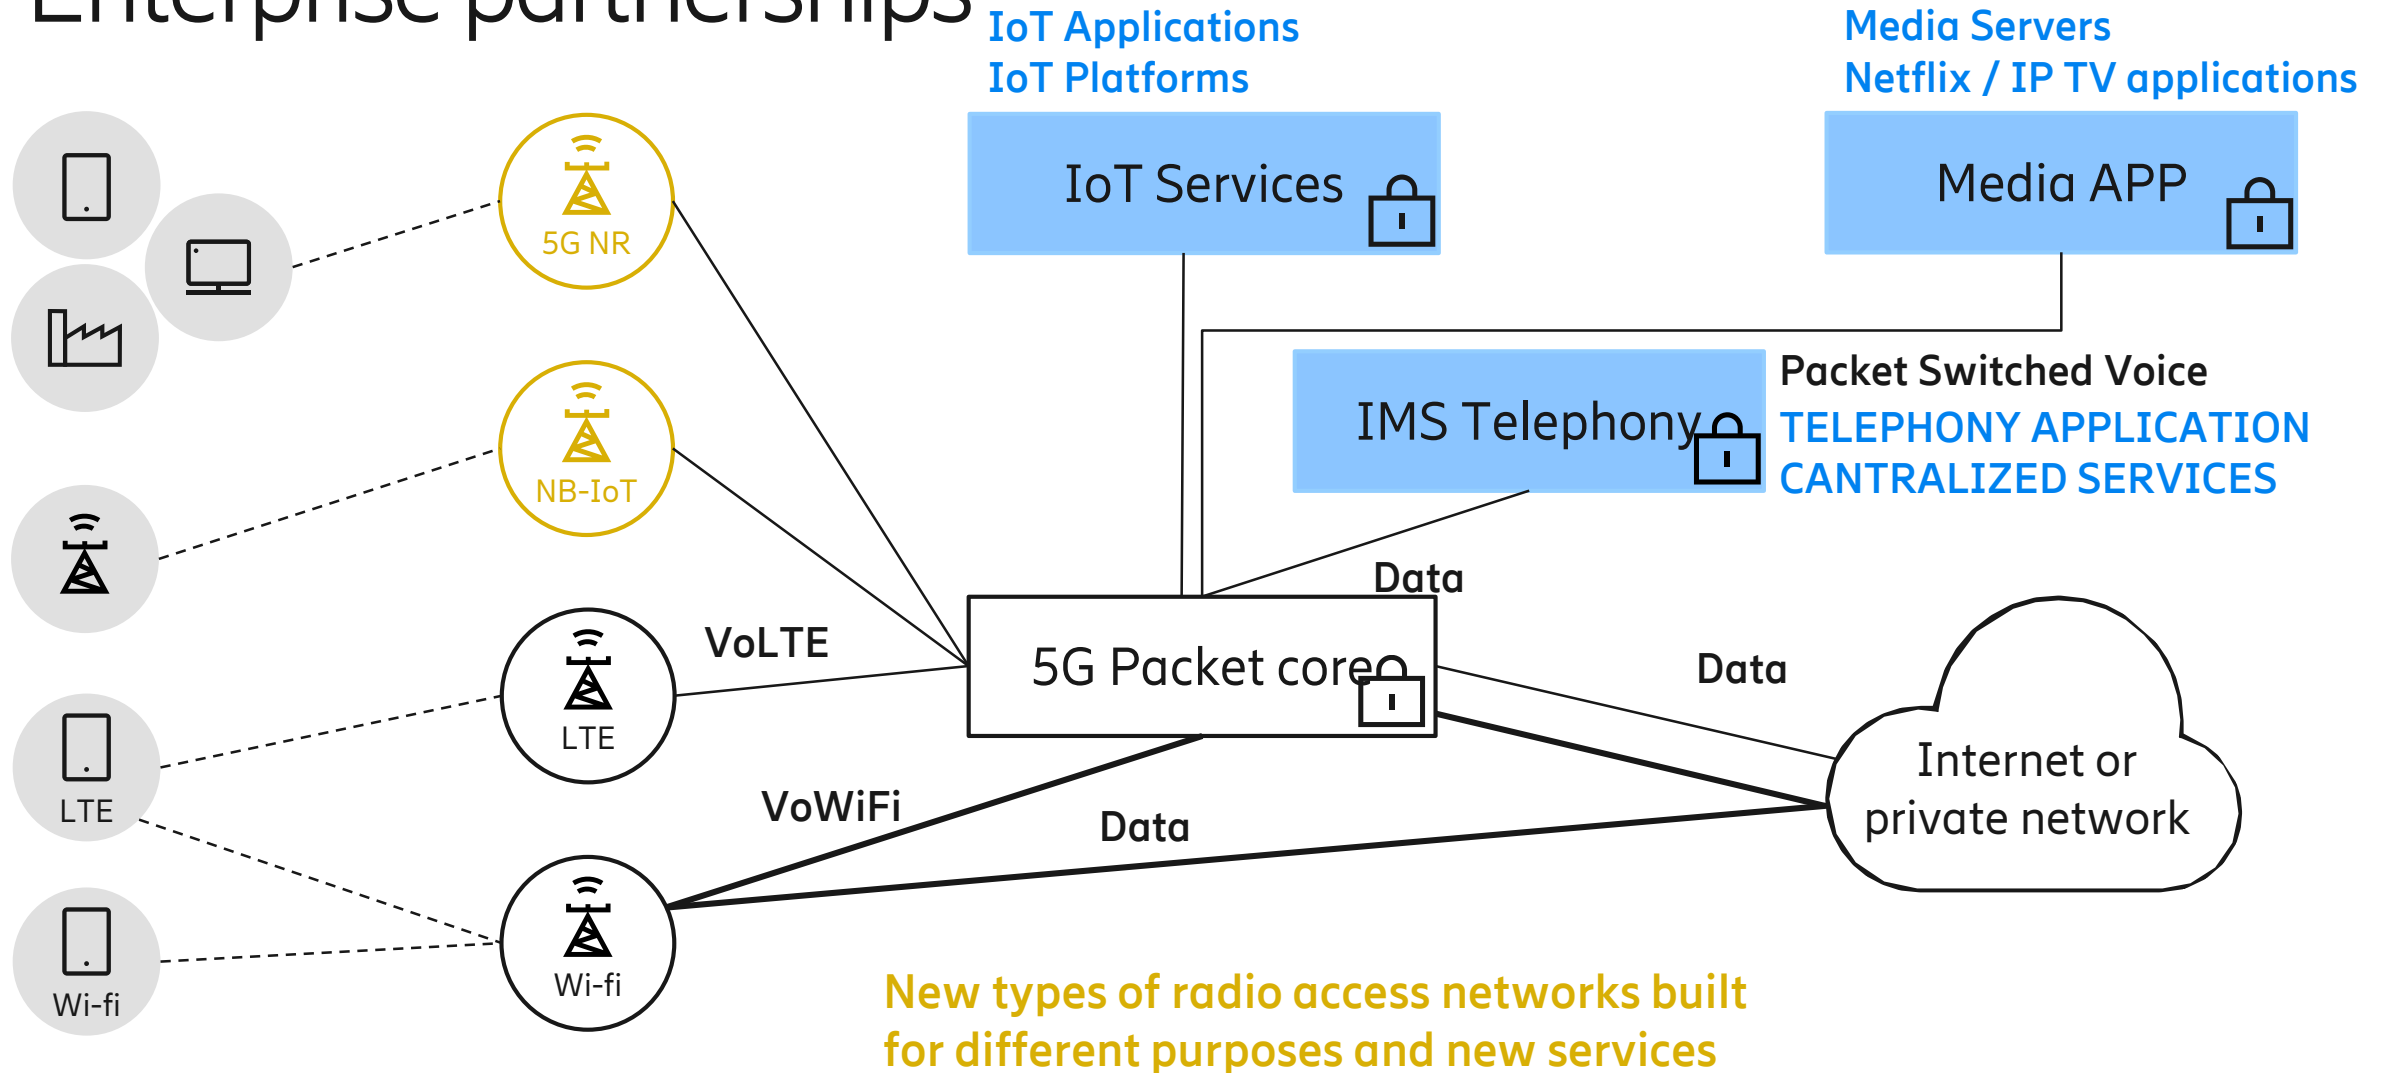 Enterprise partnerships
IoT Applications
IoT Platforms
Media Servers
Netflix / IP TV applications
IoT Services
Media APP
5G NR
IMS Telephony
Packet Switched Voice
TELEPHONY APPLICATION
CANTRALIZED SERVICES
NB-IoT
Data
VoLTE
5G Packet core
Data
LTE
LTE
VoWiFi
Data
Internet or
private network
Wi-fi
Wi-fi
New types of radio access networks built
for different purposes and new services